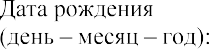 Дата рождения
(день – месяц – год):